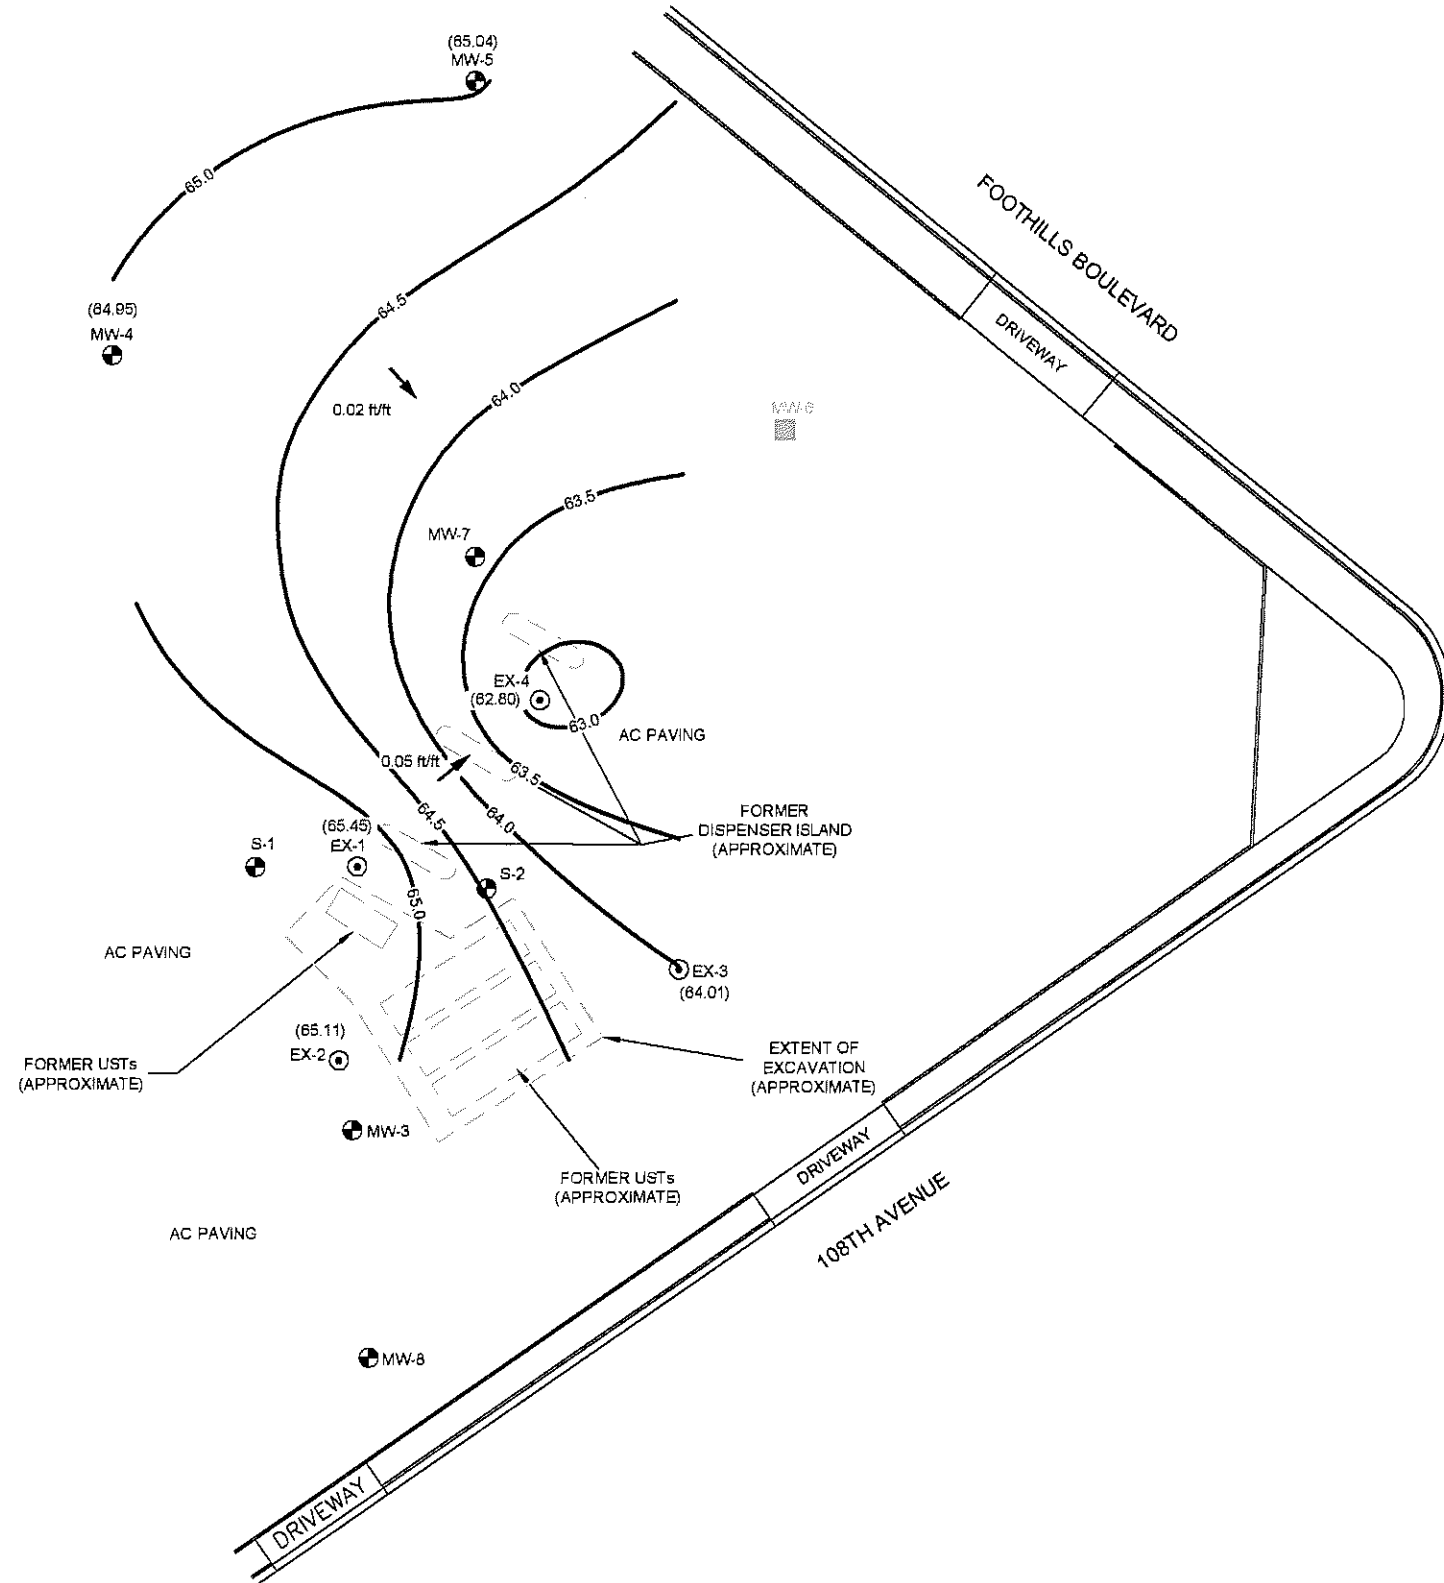 (65.04)
MW-5
65.0
FOOTHILLS BOULEVARD
(64.95)
MW-4
64.5
DRIVEWAY
0.02 ft/ft
64.0
MW-6
63.5
MW-7
EX-4
(62.80)
63.0
AC PAVING
0.05 ft/ft
63.5
64.5
64.0
FORMER
DISPENSER ISLAND
(APPROXIMATE)
(65.45)
EX-1
S-1
S-2
65.0
AC PAVING
EX-3
(64.01)
(65.11)
EX-2
FORMER USTs
(APPROXIMATE)
EXTENT OF
EXCAVATION
(APPROXIMATE)
MW-3
FORMER USTs
(APPROXIMATE)
DRIVEWAY
AC PAVING
108TH AVENUE
MW-8
DRIVEWAY